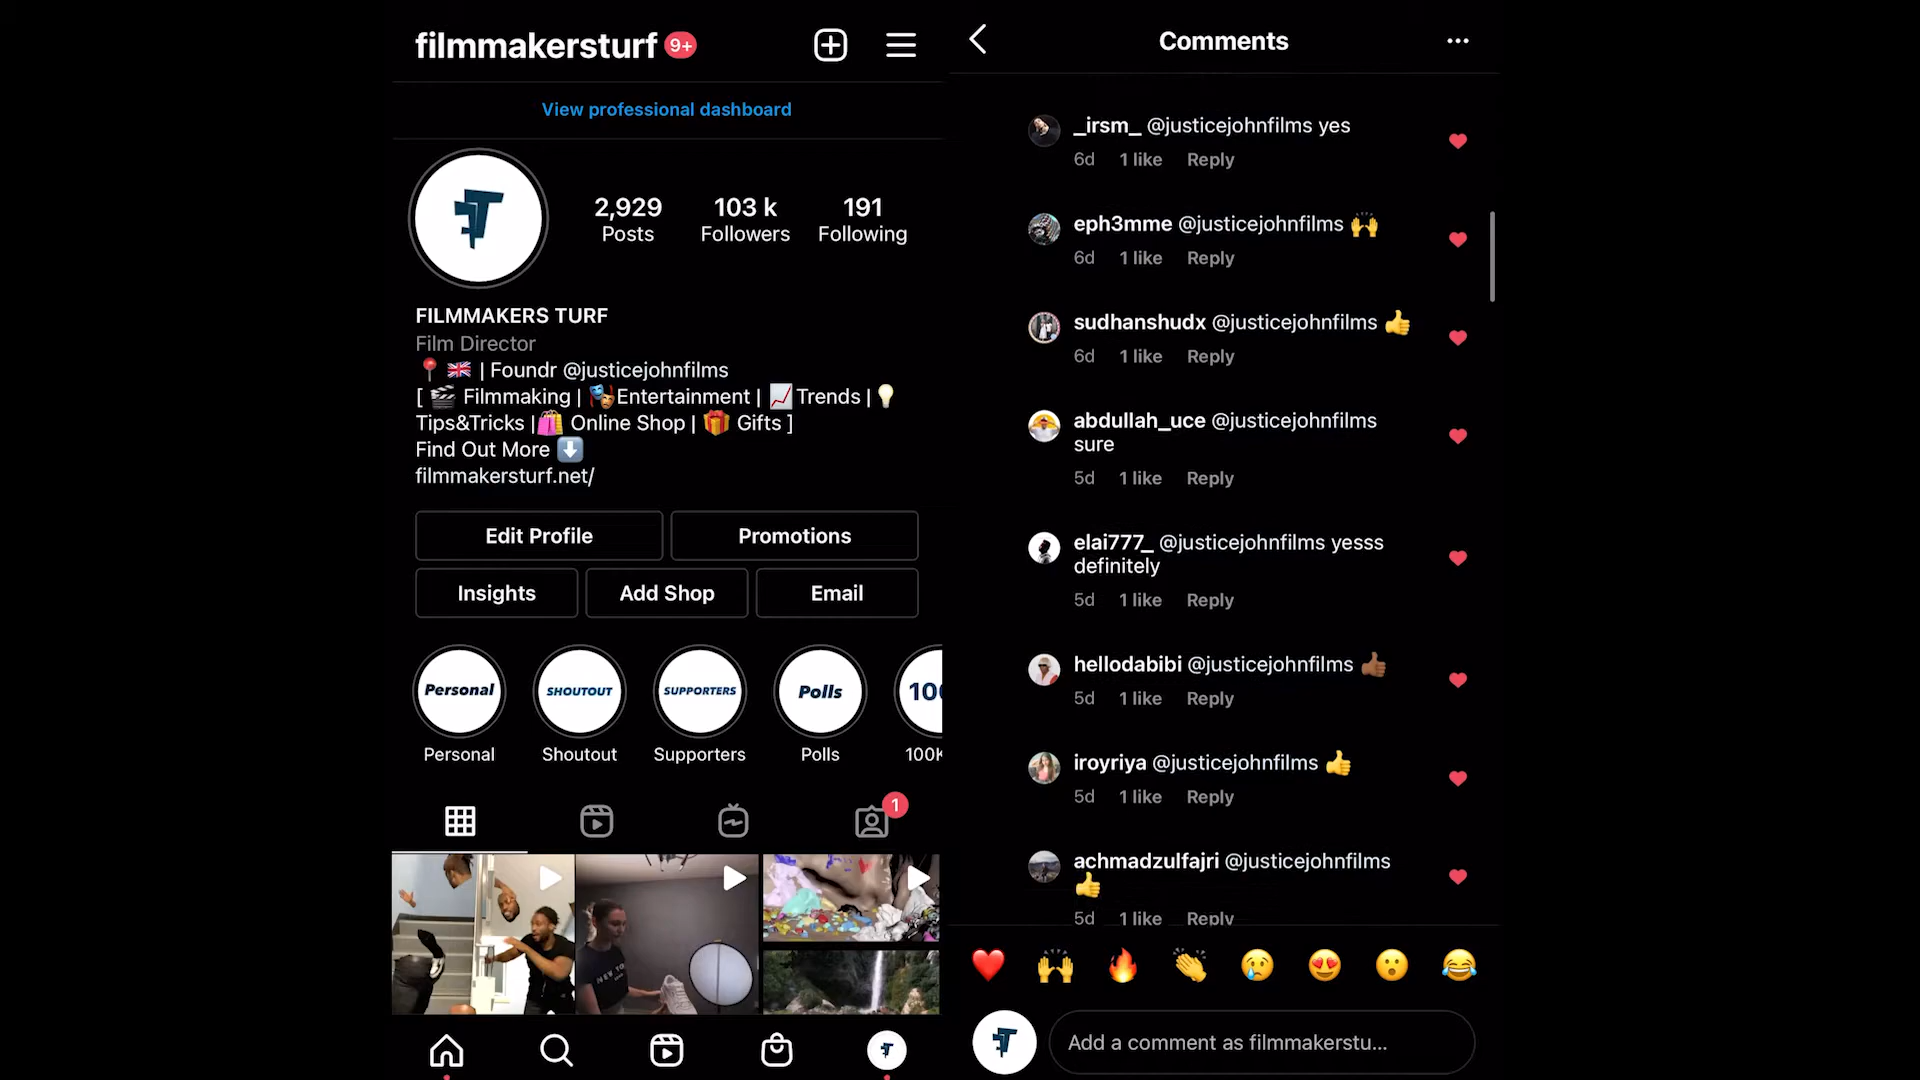 filmmakersturf 9+
View professional dashboard
2,929 103 k 191
Posts Followers Following
FILMMAKERS TURF
Film Director
📍 🇬🇧 | Foundr @justicejohnfilms
[ 🎬 Filmmaking | 🎭Entertainment | 📈Trends | 💡
Tips&Tricks |🛍️ Online Shop | 🎁 Gifts ]
Find Out More ⬇️
filmmakersturf.net/
Edit Profile Promotions
Insights Add Shop Email
Personal SHOUTOUT SUPPORTERS Polls 100
Personal Shoutout Supporters Polls 100K
1
NEW YO
Comments
_irsm_ @justicejohnfilms yes
6d 1 like Reply
eph3mme @justicejohnfilms 🙌
6d 1 like Reply
sudhanshudx @justicejohnfilms 👍
6d 1 like Reply
abdullah_uce @justicejohnfilms
sure
5d 1 like Reply
elai777_ @justicejohnfilms yesss
definitely
5d 1 like Reply
hellodabibi @justicejohnfilms 👍🏾
5d 1 like Reply
iroyriya @justicejohnfilms 👍
5d 1 like Reply
achmadzulfajri @justicejohnfilms
👍
5d 1 like Reply
❤️ 🙌 🔥 👏 😢 😍 😮 😂
Add a comment as filmmakerstu...